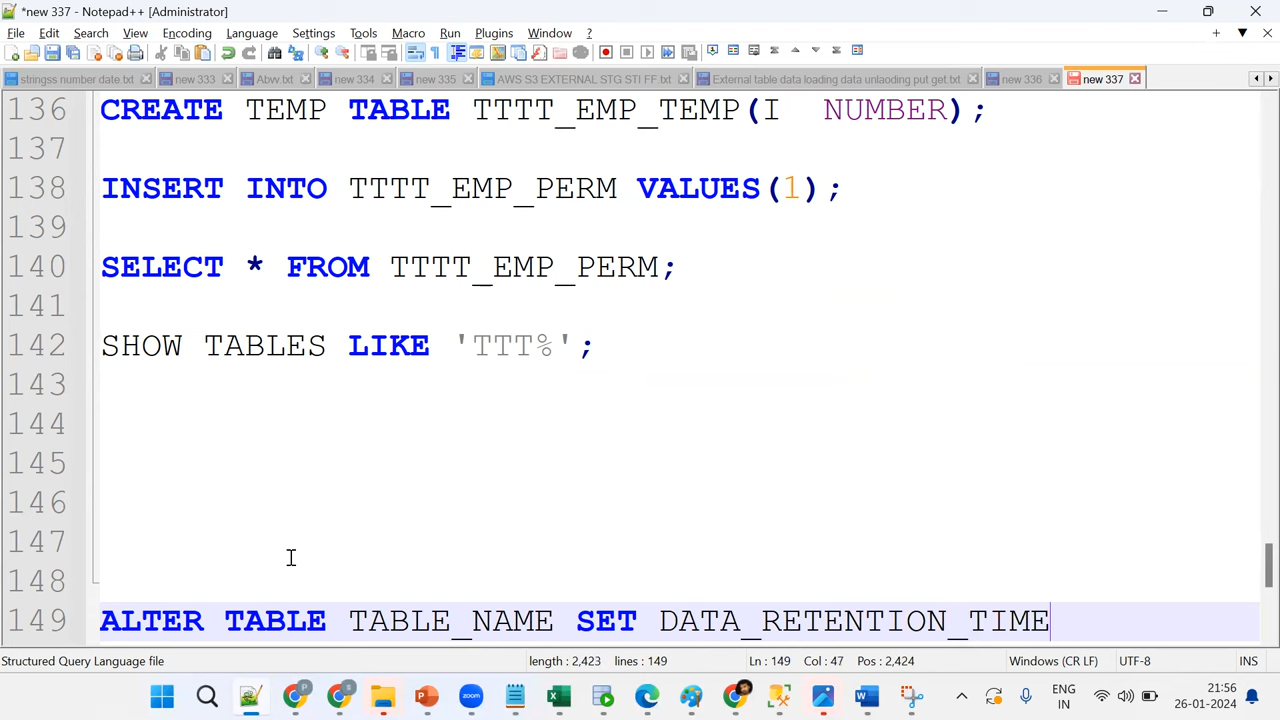 *new 337 - Notepad++ [Administrator]
File Edit Search View Encoding Language Settings Tools Macro Run Plugins Window ?
stringss number date.txt new 333 Abvv.txt new 334 new 335 AWS S3 EXTERNAL STG STI FF.txt External table data loading data unlaoding put get txt new 336 new 337
136 CREATE TEMP TABLE TTTT_EMP_TEMP(I NUMBER);
137
138 INSERT INTO TTTT_EMP_PERM VALUES(1);
139
140 SELECT * FROM TTTT_EMP_PERM;
141
142 SHOW TABLES LIKE 'TTT%';
143
144
145
146
147
148
149 ALTER TABLE TABLE_NAME SET DATA_RETENTION_TIME
Structured Query Language file length : 2,423 lines : 149 Ln : 149 Col : 47 Pos : 2,424 Windows (CR LF) UTF-8 INS
ENG 21:56
IN 26-01-2024